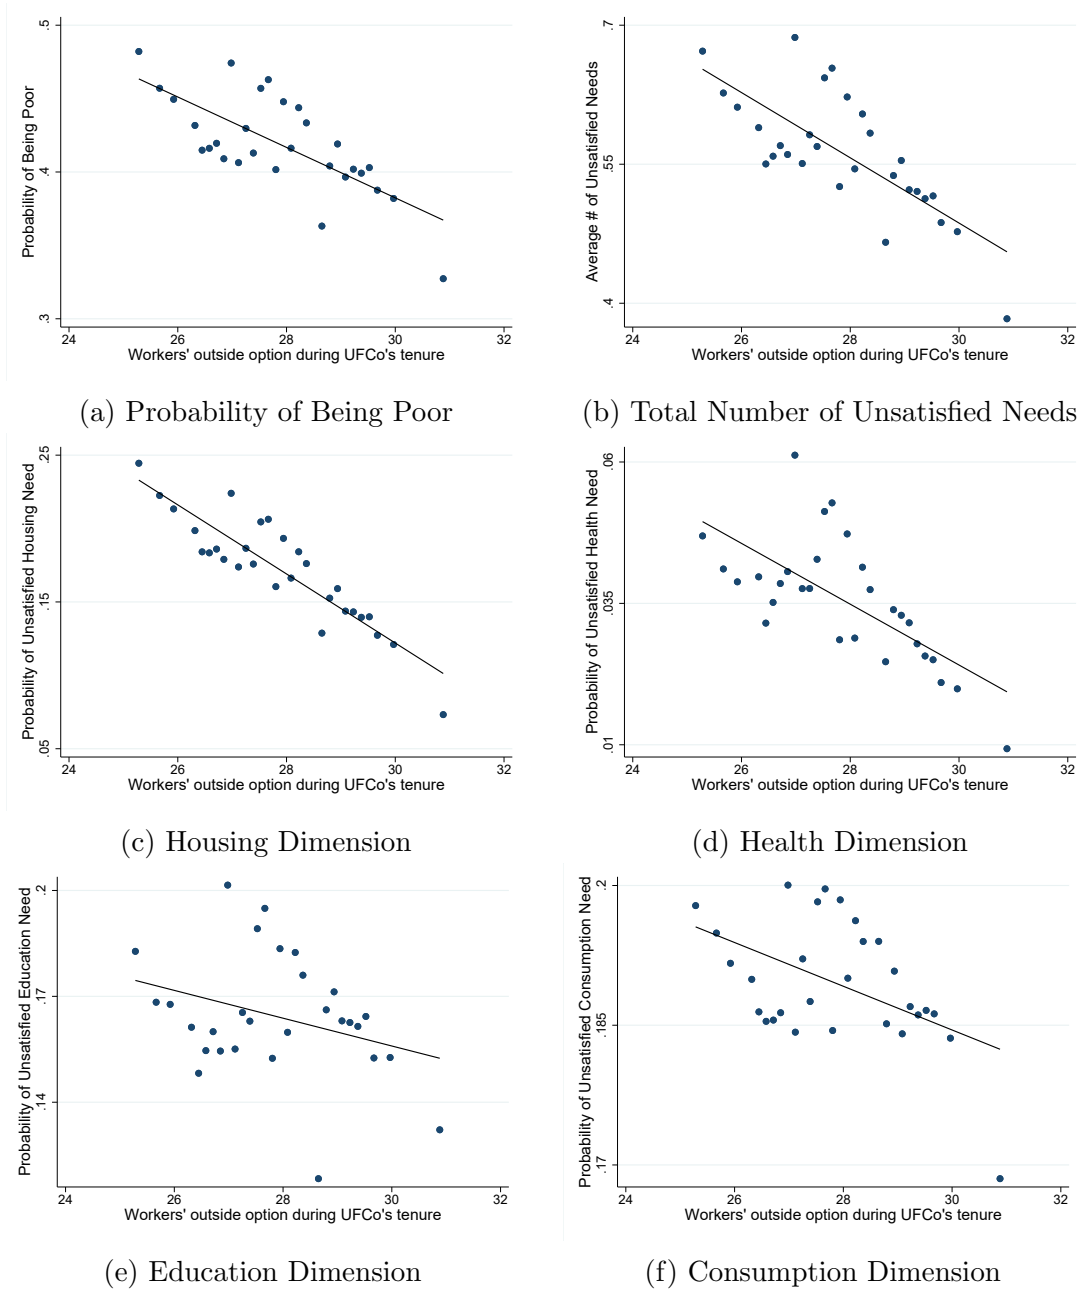 .5
.4
.3
Probability of Being Poor
24 26 28 30 32
Workers' outside option during UFCo's tenure
(a) Probability of Being Poor
.7
.55
.4
Average # of Unsatisfied Needs
24 26 28 30 32
Workers' outside option during UFCo's tenure
(b) Total Number of Unsatisfied Needs
.25
.15
.05
Probability of Unsatisfied Housing Need
24 26 28 30 32
Workers' outside option during UFCo's tenure
(c) Housing Dimension
.06
.035
.01
Probability of Unsatisfied Health Need
24 26 28 30 32
Workers' outside option during UFCo's tenure
(d) Health Dimension
.2
.17
.14
Probability of Unsatisfied Education Need
24 26 28 30 32
Workers' outside option during UFCo's tenure
(e) Education Dimension
.2
.185
.17
Probability of Unsatisfied Consumption Need
24 26 28 30 32
Workers' outside option during UFCo's tenure
(f) Consumption Dimension